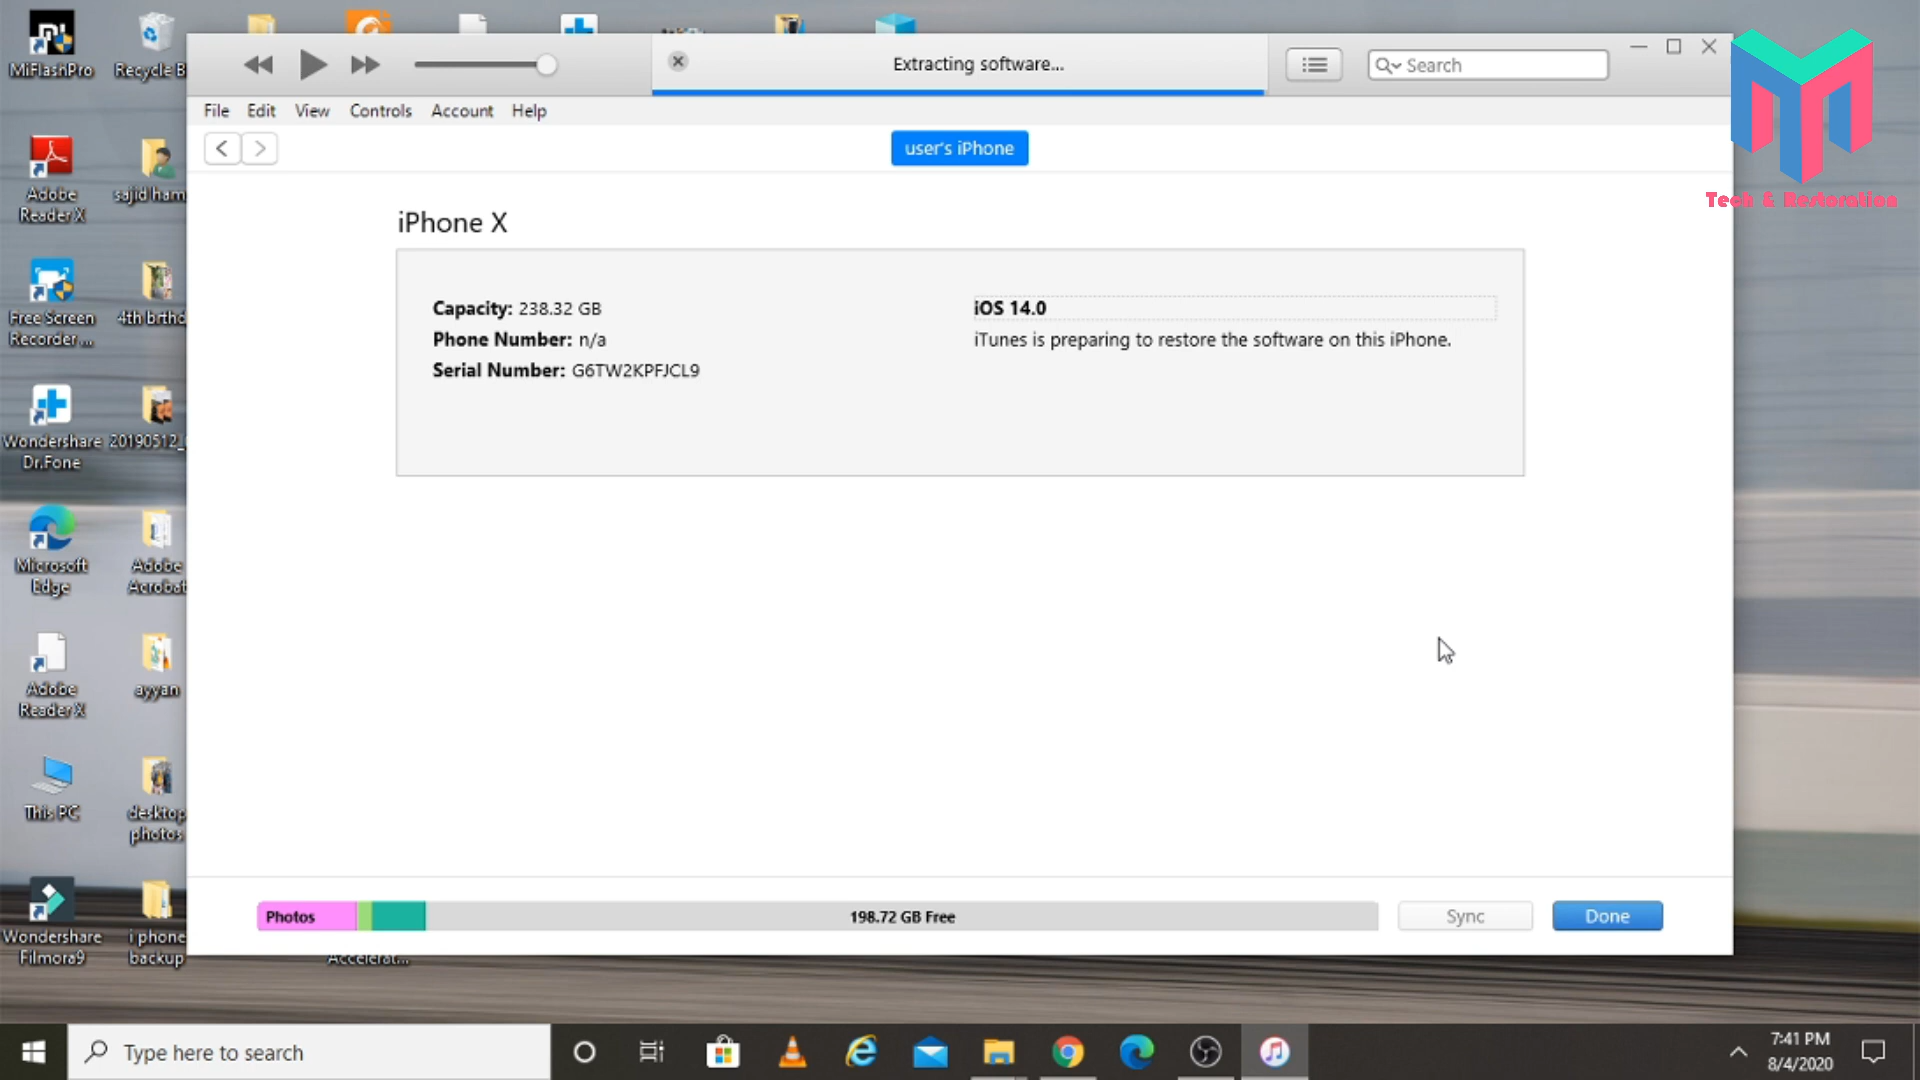 MiFlashPro
Recycle B
Extracting software...
Search
File Edit View Controls Account Help
user's iPhone
Tech & Restoration
Adobe
Reader X
sajid ham
iPhone X
Capacity: 238.32 GB
Phone Number: n/a
Serial Number: G6TW2KPFJCL9
iOS 14.0
iTunes is preparing to restore the software on this iPhone.
Free Screen
Recorder ...
4th brthd
Wondershare
Dr.Fone
20190512_
Microsoft
Edge
Adobe
Acrobat
Adobe
Reader X
ayyan
This PC
desktop
photos
Wondershare
Filmora9
i phone
backup
Accelerat...
Photos
198.72 GB Free
Sync
Done
Type here to search
7:41 PM
8/4/2020